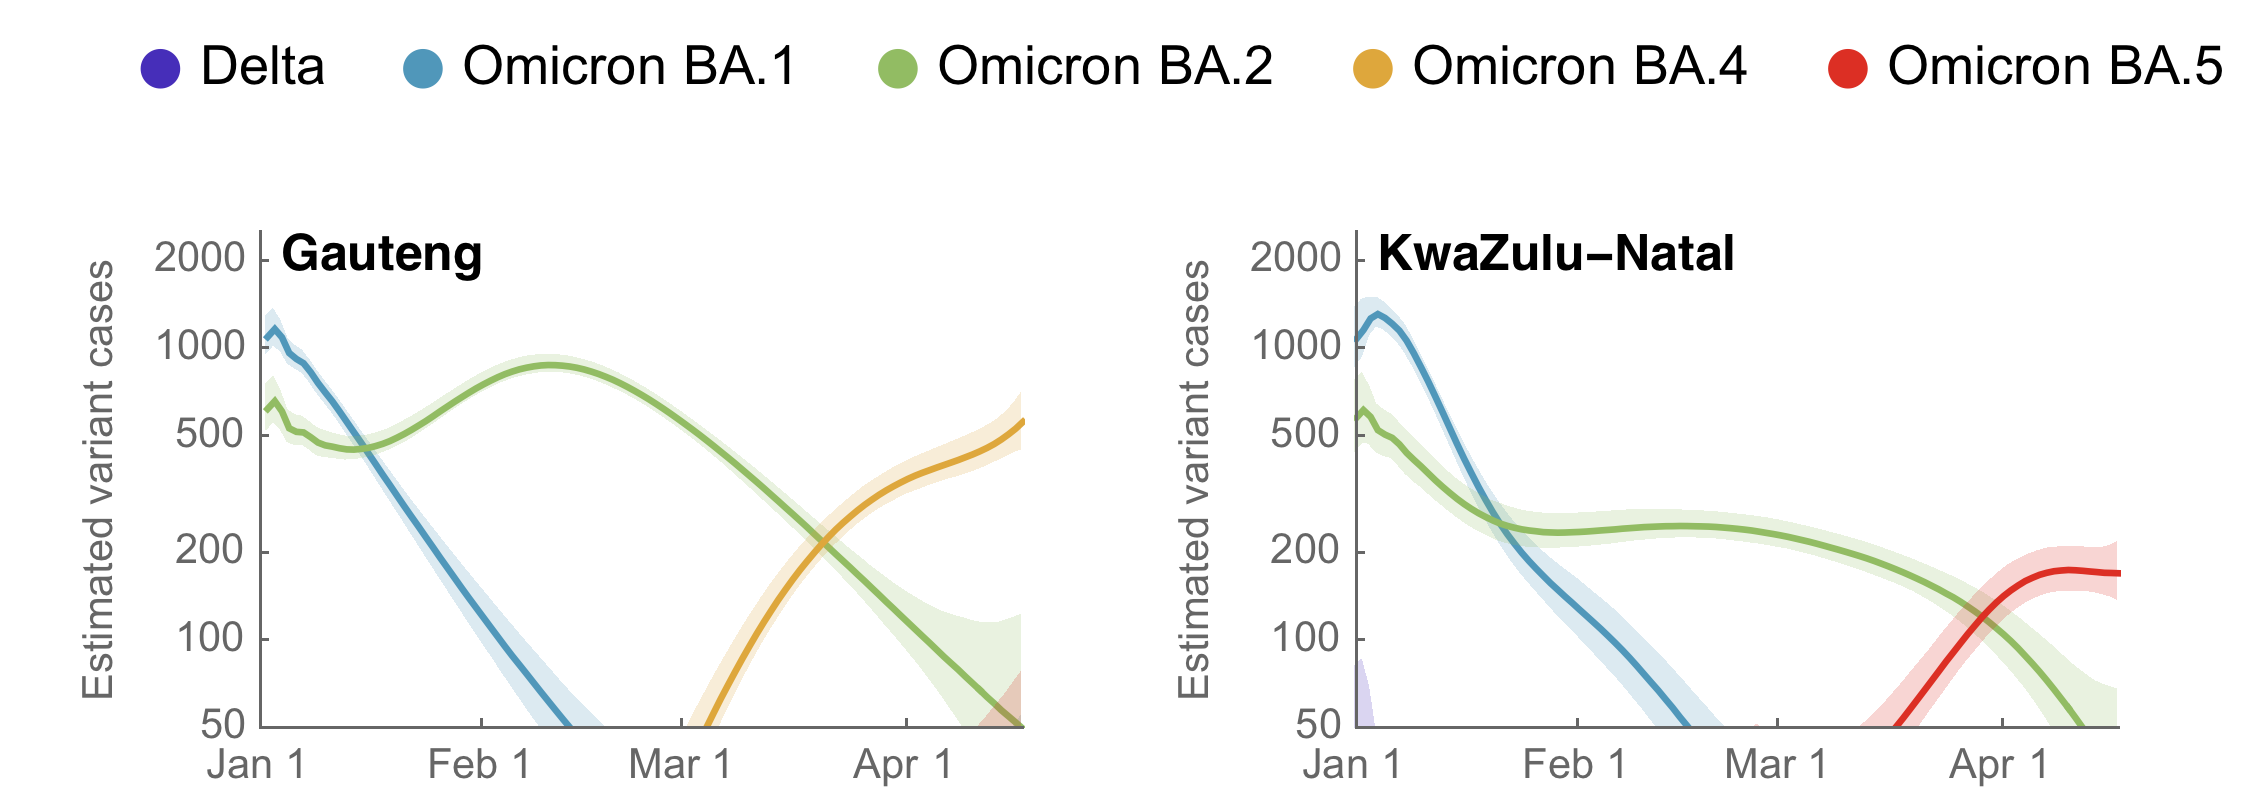 Delta Omicron BA.1 Omicron BA.2 Omicron BA.4 Omicron BA.5
Gauteng
Estimated variant cases
2000
1000
500
200
100
50
Jan 1 Feb 1 Mar 1 Apr 1
KwaZulu–Natal
Estimated variant cases
2000
1000
500
200
100
50
Jan 1 Feb 1 Mar 1 Apr 1